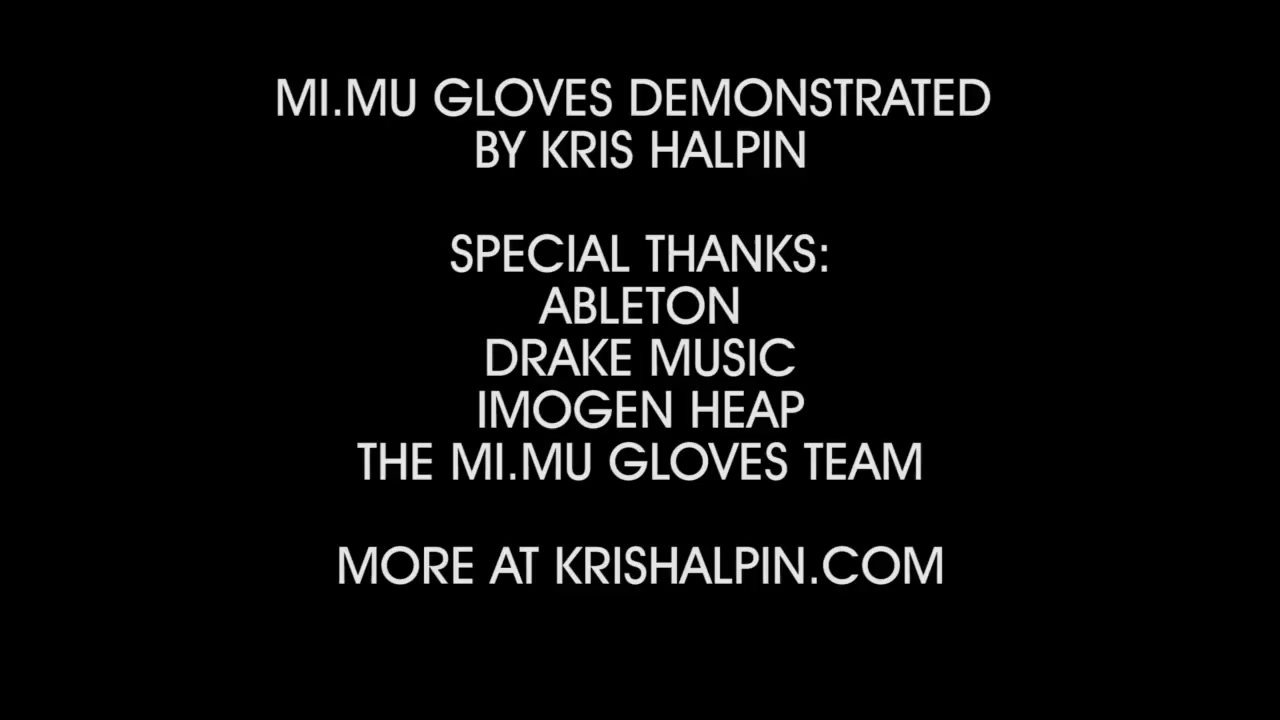 MI.MU GLOVES DEMONSTRATED
BY KRIS HALPIN
SPECIAL THANKS:
ABLETON
DRAKE MUSIC
IMOGEN HEAP
THE MI.MU GLOVES TEAM
MORE AT KRISHALPIN.COM